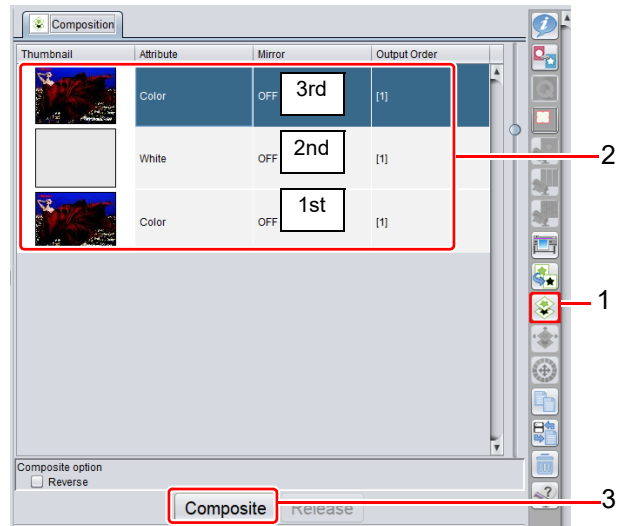 Composition
Thumbnail Attribute Mirror Output Order
Color OFF 3rd [1]
White OFF 2nd [1]
2
Color OFF 1st [1]
1
Composite option
Reverse
Composite Release
3